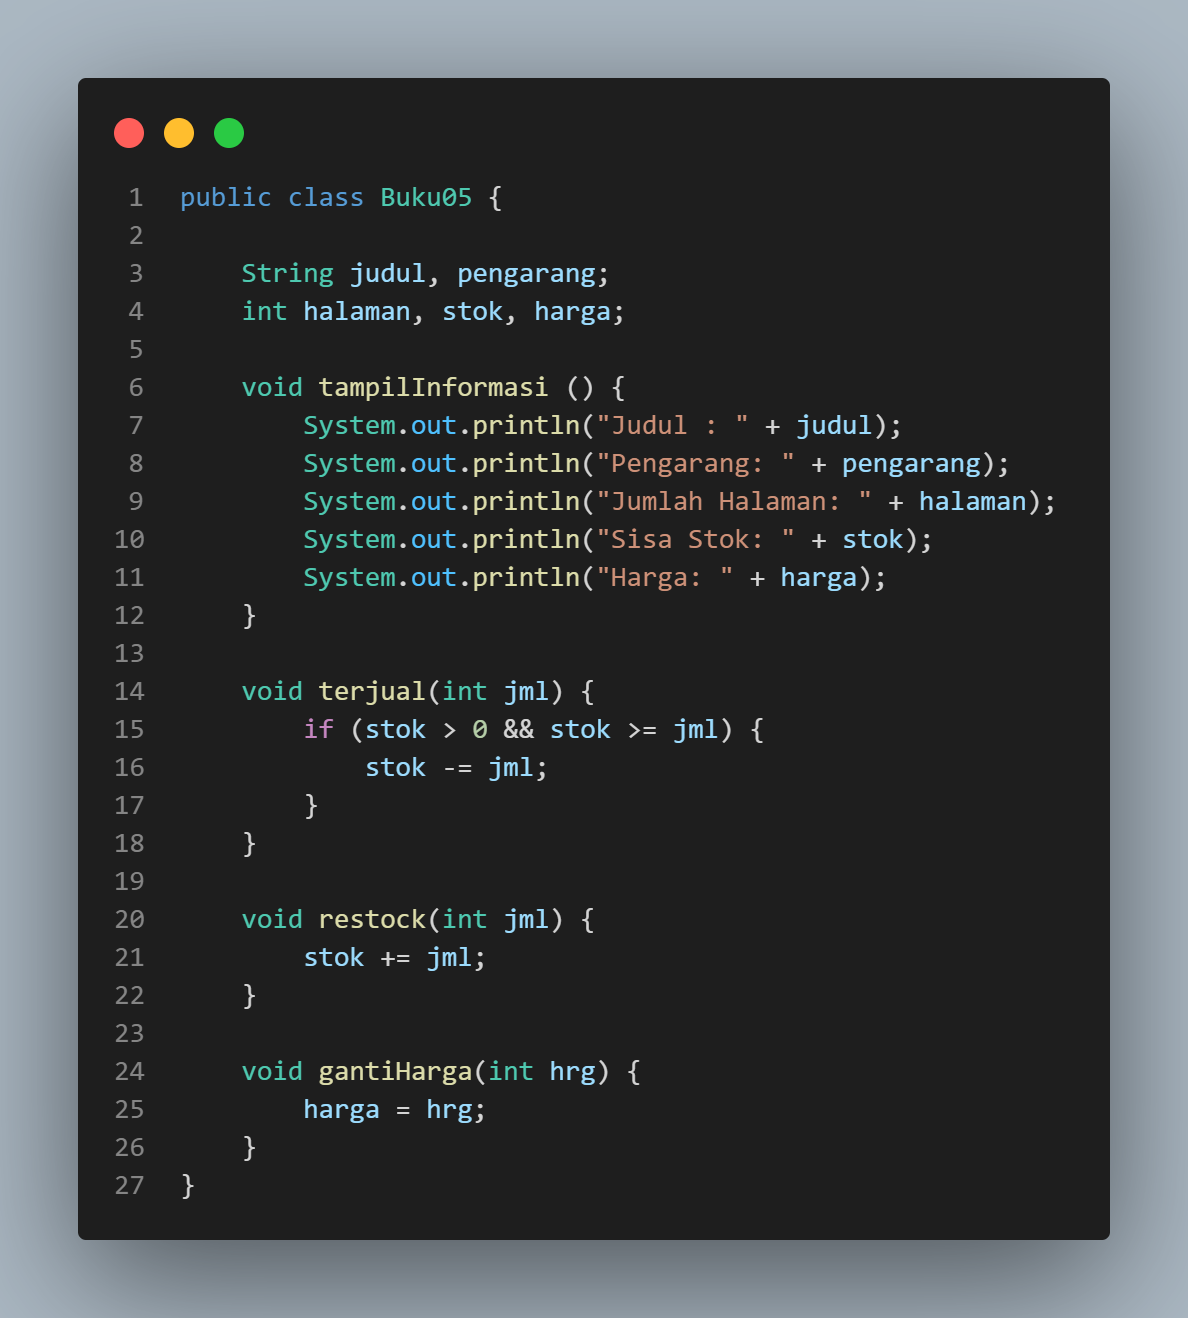 1 public class Buku05 {
2
3     String judul, pengarang;
4     int halaman, stok, harga;
5
6     void tampilInformasi () {
7         System.out.println("Judul : " + judul);
8         System.out.println("Pengarang: " + pengarang);
9         System.out.println("Jumlah Halaman: " + halaman);
10         System.out.println("Sisa Stok: " + stok);
11         System.out.println("Harga: " + harga);
12     }
13
14     void terjual(int jml) {
15         if (stok > 0 && stok >= jml) {
16             stok -= jml;
17         }
18     }
19
20     void restock(int jml) {
21         stok += jml;
22     }
23
24     void gantiHarga(int hrg) {
25         harga = hrg;
26     }
27 }